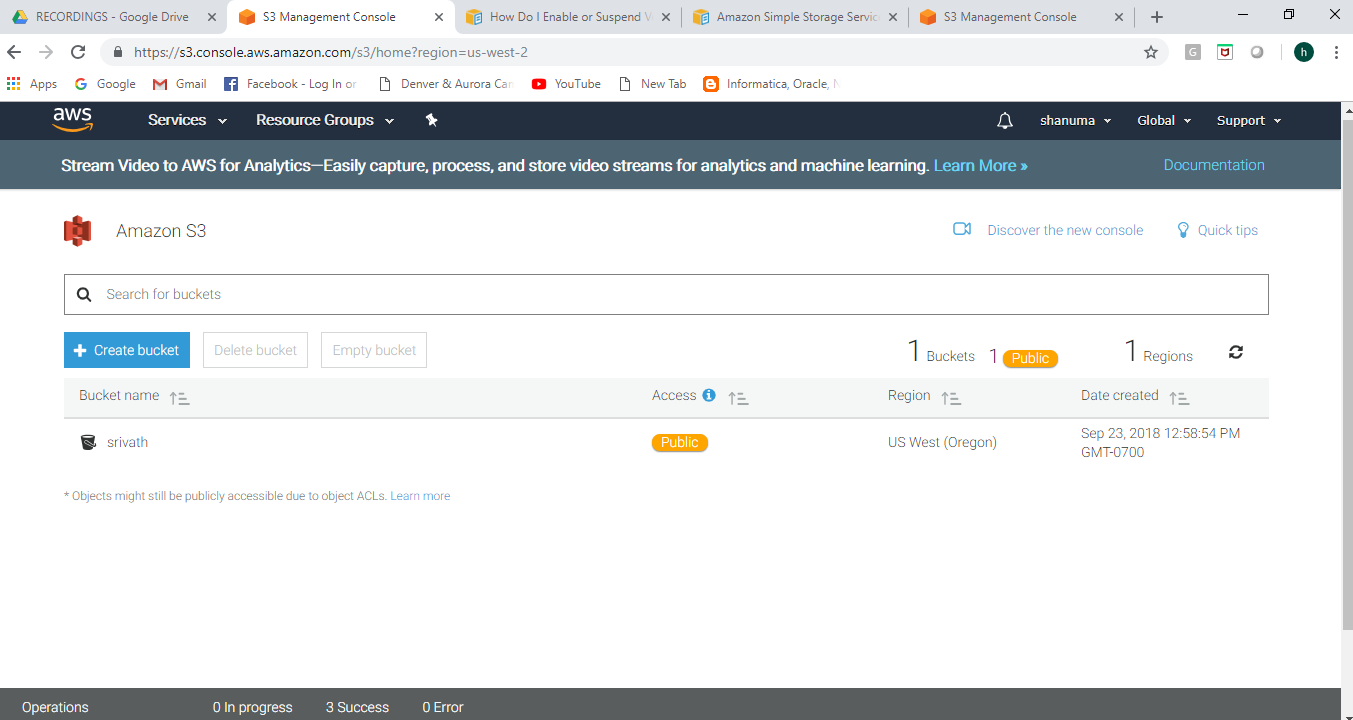 RECORDINGS - Google Drive
S3 Management Console
How Do I Enable or Suspend V
Amazon Simple Storage Servic
S3 Management Console
https://s3.console.aws.amazon.com/s3/home?region=us-west-2
G
h
Apps
Google
Gmail
Facebook - Log In or
Denver & Aurora Can
YouTube
New Tab
Informatica, Oracle, N
aws
Services
Resource Groups
shanuma
Global
Support
Stream Video to AWS for Analytics—Easily capture, process, and store video streams for analytics and machine learning. Learn More »
Documentation
Amazon S3
Discover the new console
Quick tips
Search for buckets
+ Create bucket
Delete bucket
Empty bucket
1 Buckets
1 Public
1 Regions
Bucket name
Access
Region
Date created
srivath
Public
US West (Oregon)
Sep 23, 2018 12:58:54 PM
GMT-0700
* Objects might still be publicly accessible due to object ACLs. Learn more
Operations
0 In progress
3 Success
0 Error